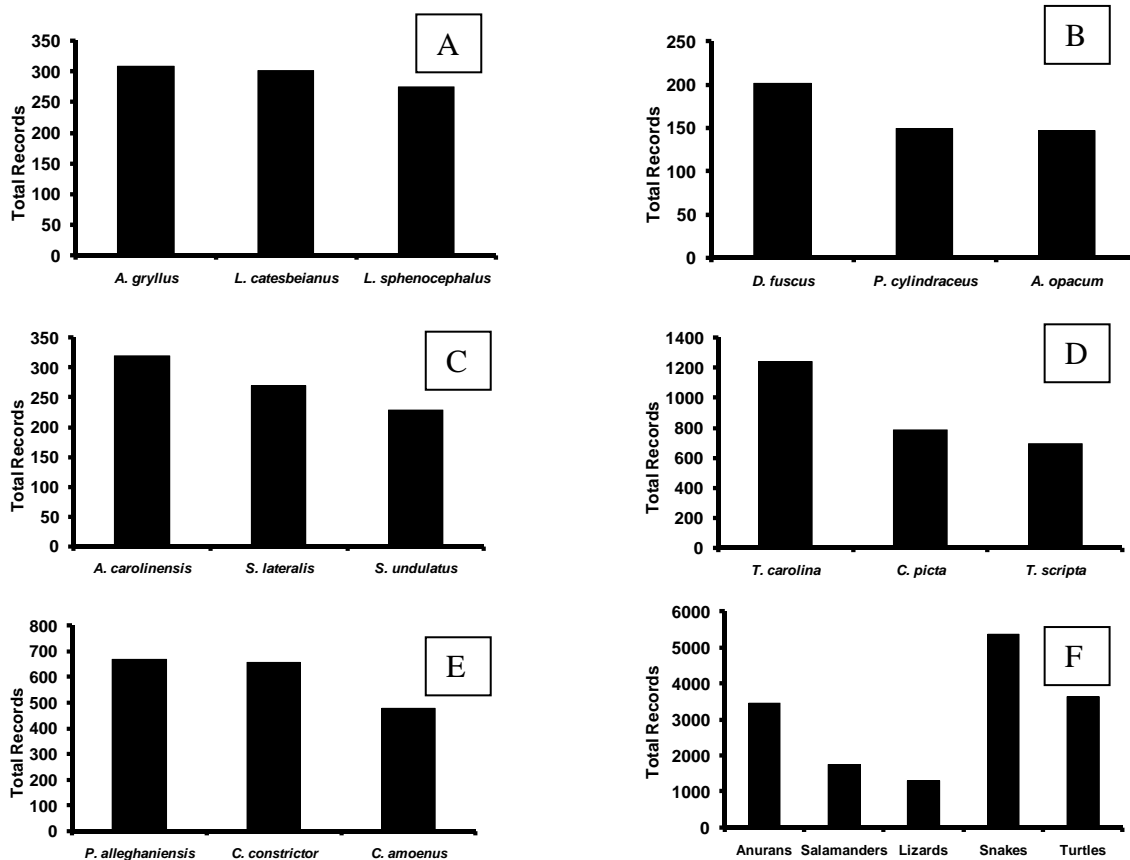 A
350
300
250
200
150
100
50
0
Total Records
A. gryllus L. catesbeianus L. sphenocephalus
B
250
200
150
100
50
0
Total Records
D. fuscus P. cylindraceus A. opacum
C
350
300
250
200
150
100
50
0
Total Records
A. carolinensis S. lateralis S. undulatus
D
1400
1200
1000
800
600
400
200
0
Total Records
T. carolina C. picta T. scripta
E
800
700
600
500
400
300
200
100
0
Total Records
P. alleghaniensis C. constrictor C. amoenus
F
6000
5000
4000
3000
2000
1000
0
Total Records
Anurans Salamanders Lizards Snakes Turtles